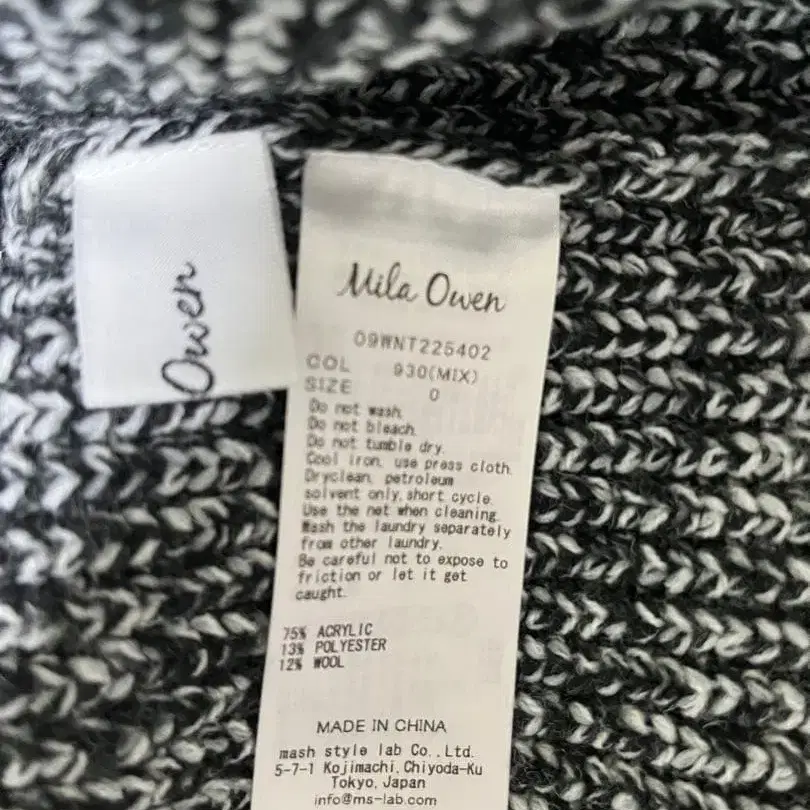 Owen
Mila Owen
09WNT225402
COL 930(MIX)
SIZE 0
Do not wash.
Do not bleach.
Do not tumble dry.
Cool iron, use press cloth.
Dryclean, petroleum
solvent only, short cycle.
Use the net when cleaning.
Wash the laundry separately
from other laundry.
Be careful not to expose to
friction or let it get
caught.
75% ACRYLIC
13% POLYESTER
12% WOOL
MADE IN CHINA
mash style lab Co.,Ltd.
5-7-1 Kojimachi,Chiyoda-Ku
Tokyo, Japan
info@ms-lab.com